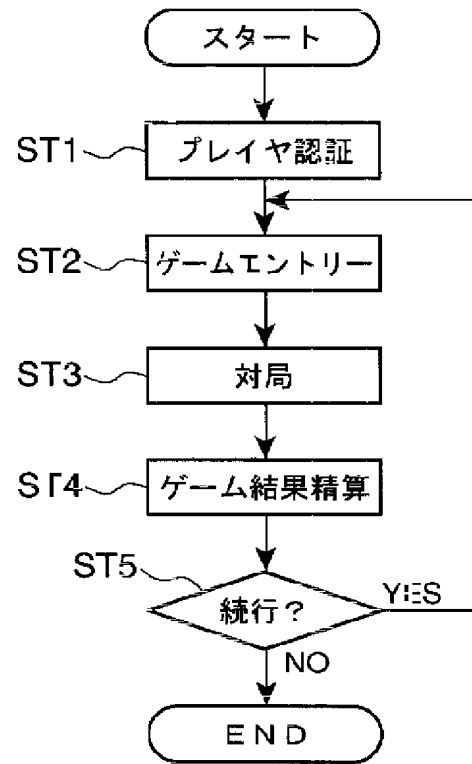 スタート
ST1 プレイヤ認証
ST2 ゲームエントリー
ST3 対局
ST4 ゲーム結果精算
ST5
続行？
YES
NO
END